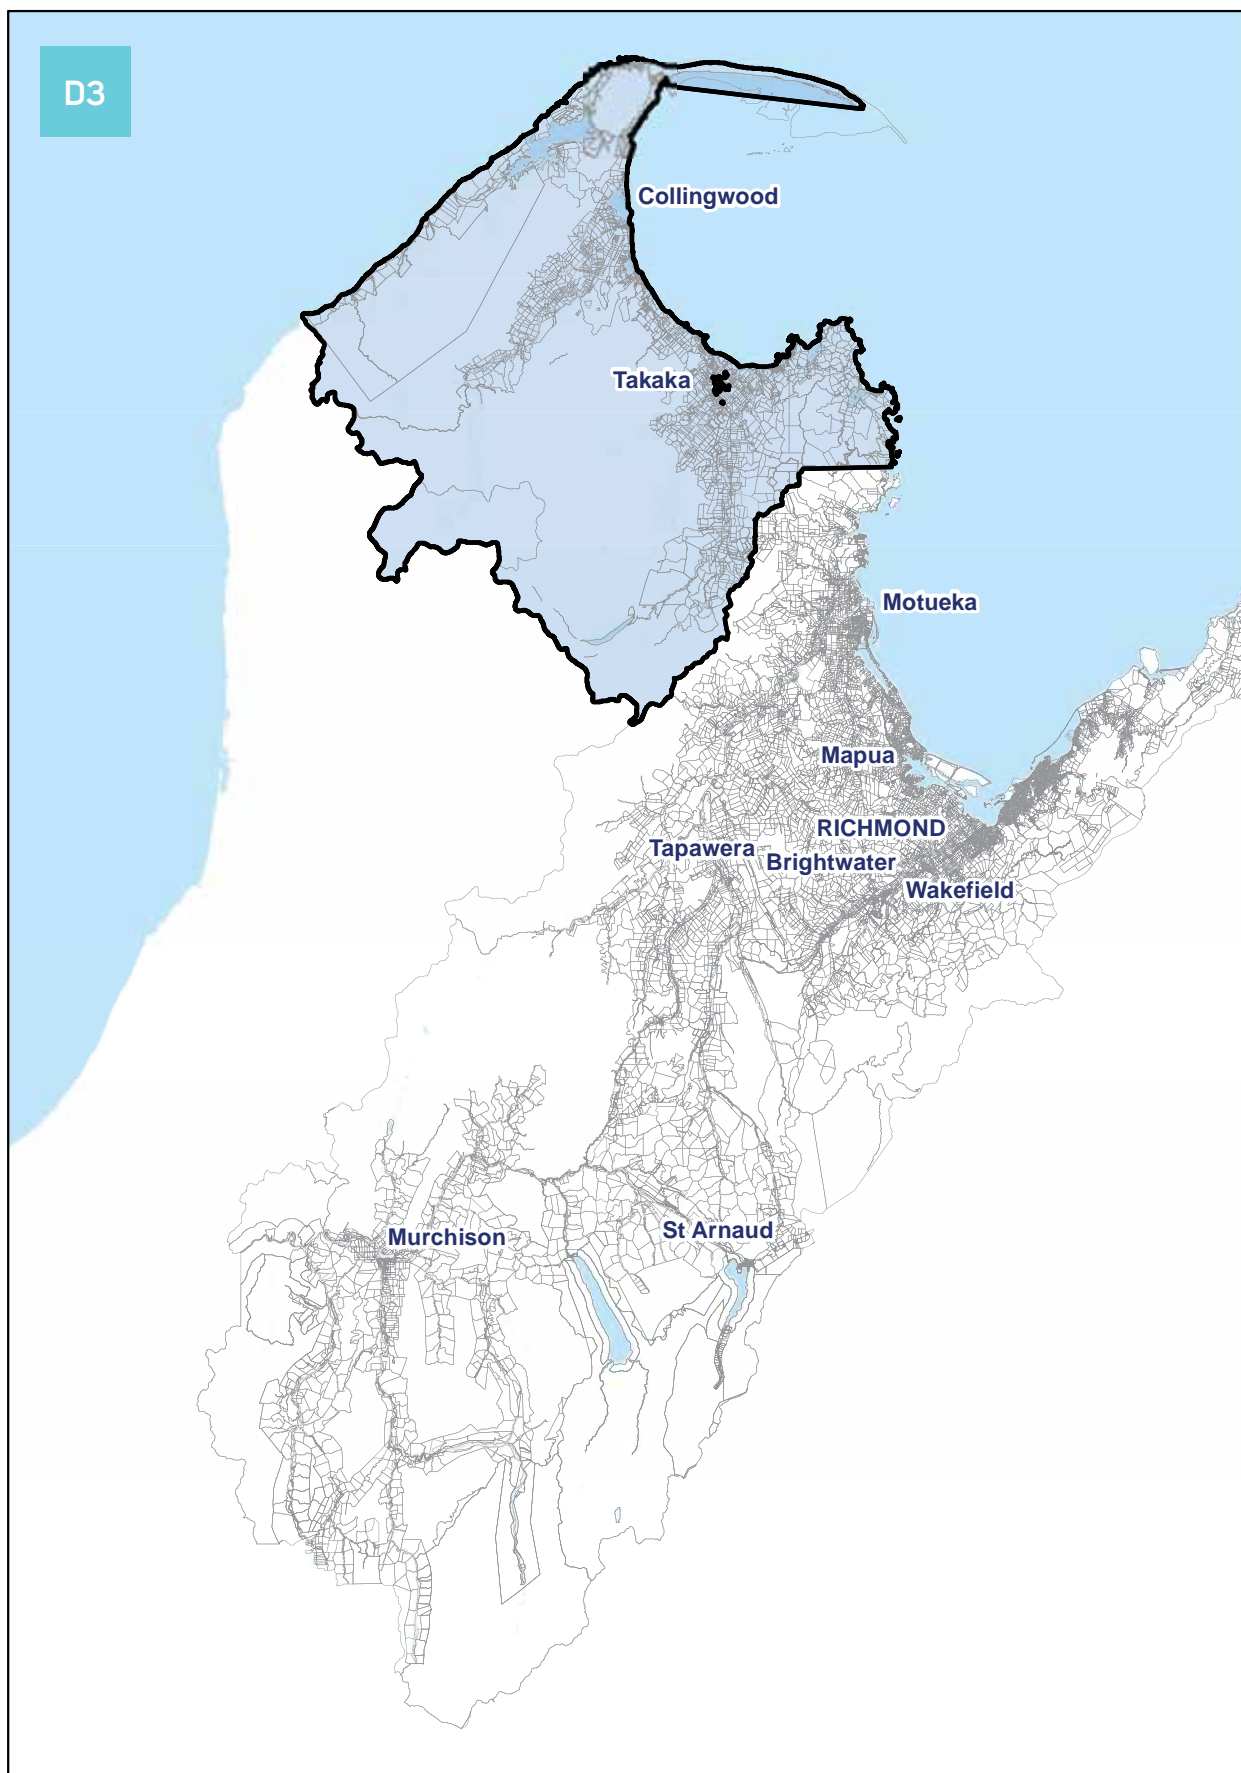 D3
Collingwood
Takaka
Motueka
Mapua
RICHMOND
Tapawera
Brightwater
Wakefield
Murchison
St Arnaud